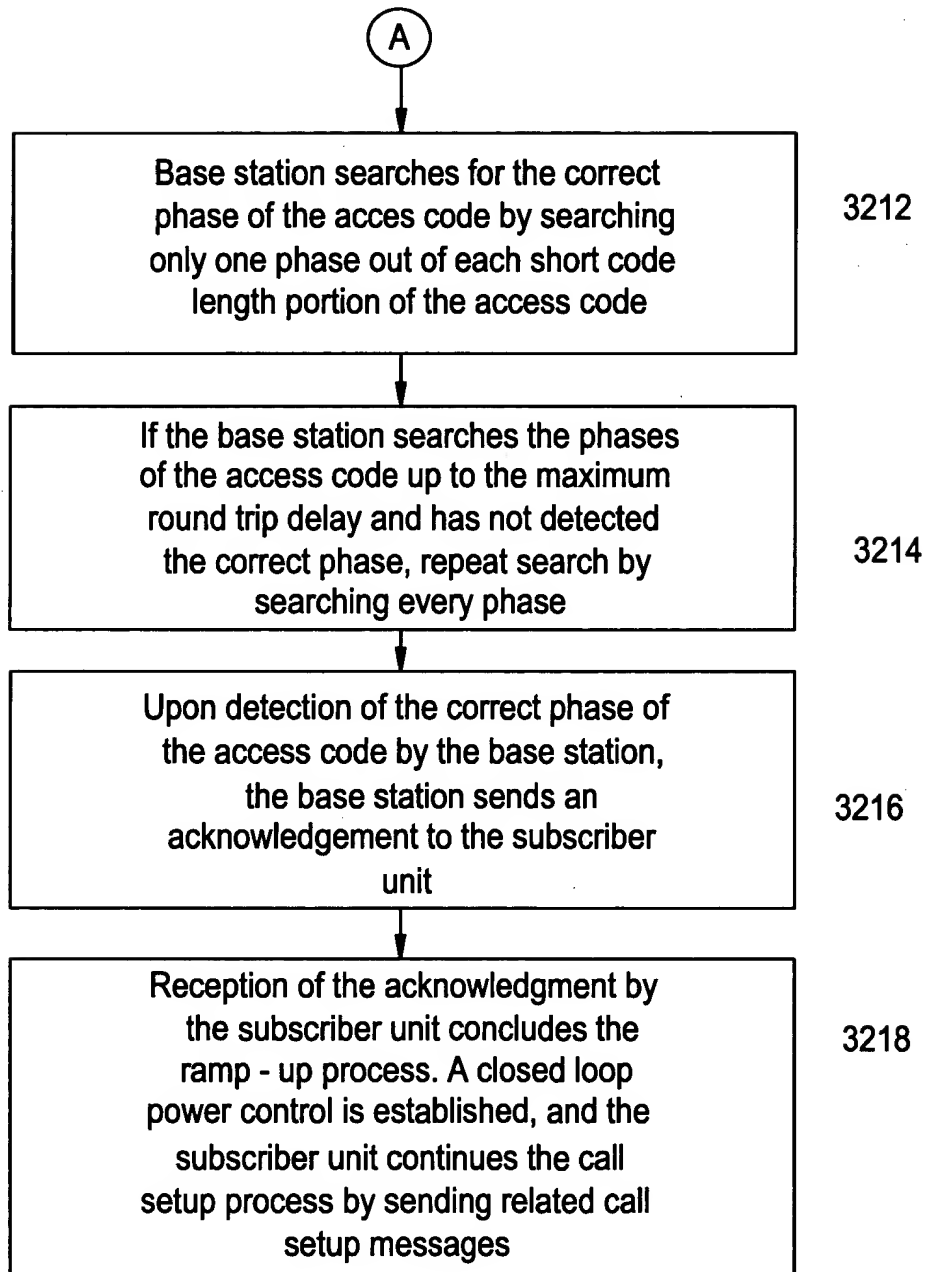 A
Base station searches for the correct
phase of the acces code by searching
only one phase out of each short code
length portion of the access code
3212
If the base station searches the phases
of the access code up to the maximum
round trip delay and has not detected
the correct phase, repeat search by
searching every phase
3214
Upon detection of the correct phase of
the access code by the base station,
the base station sends an
acknowledgement to the subscriber
unit
3216
Reception of the acknowledgment by
the subscriber unit concludes the
ramp - up process. A closed loop
power control is established, and the
subscriber unit continues the call
setup process by sending related call
setup messages
3218